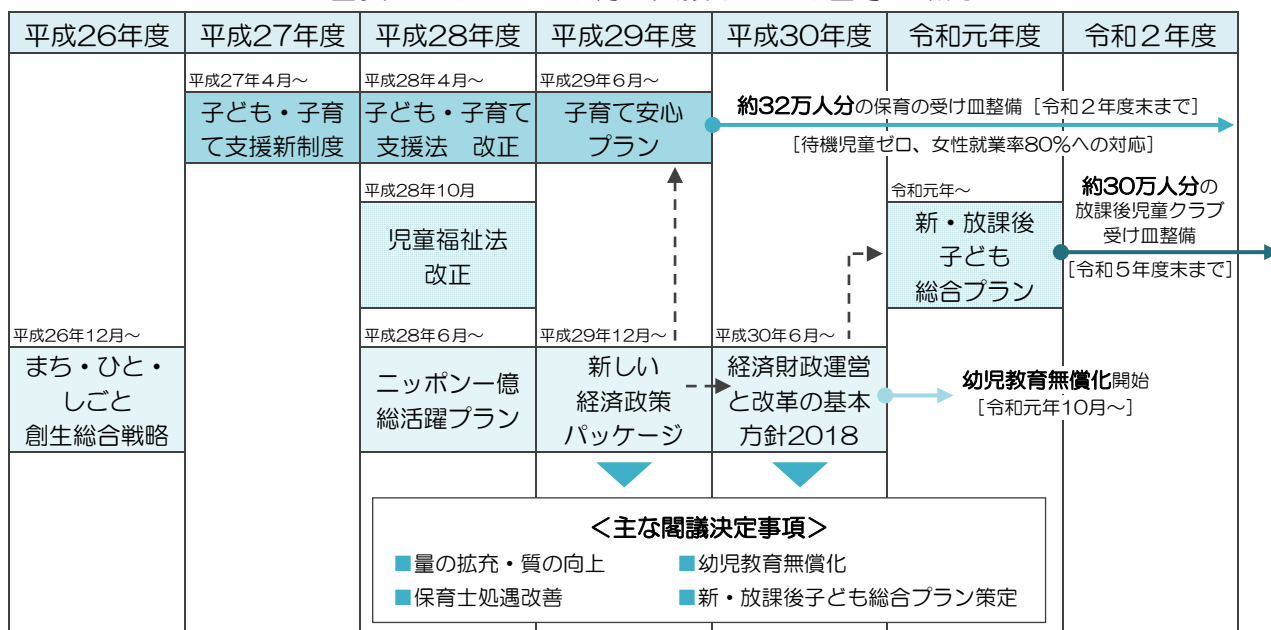 平成26年度
平成27年度
平成28年度
平成29年度
平成30年度
令和元年度
令和2年度
平成27年4月～
子ども・子育
て支援新制度
平成28年4月～
子ども・子育て
支援法　改正
平成29年6月～
子育て安心
プラン
約32万人分の保育の受け皿整備［令和2年度末まで］
［待機児童ゼロ、女性就業率80％への対応］
平成28年10月
児童福祉法
改正
令和元年～
新・放課後
子ども
総合プラン
約30万人分の
放課後児童クラブ
受け皿整備
［令和5年度末まで］
平成26年12月～
まち・ひと・
しごと
創生総合戦略
平成28年6月～
ニッポン一億
総活躍プラン
平成29年12月～
新しい
経済政策
パッケージ
平成30年6月～
経済財政運営
と改革の基本
方針2018
幼児教育無償化開始
［令和元年10月～］
＜主な閣議決定事項＞
■量の拡充・質の向上
■幼児教育無償化
■保育士処遇改善
■新・放課後子ども総合プラン策定